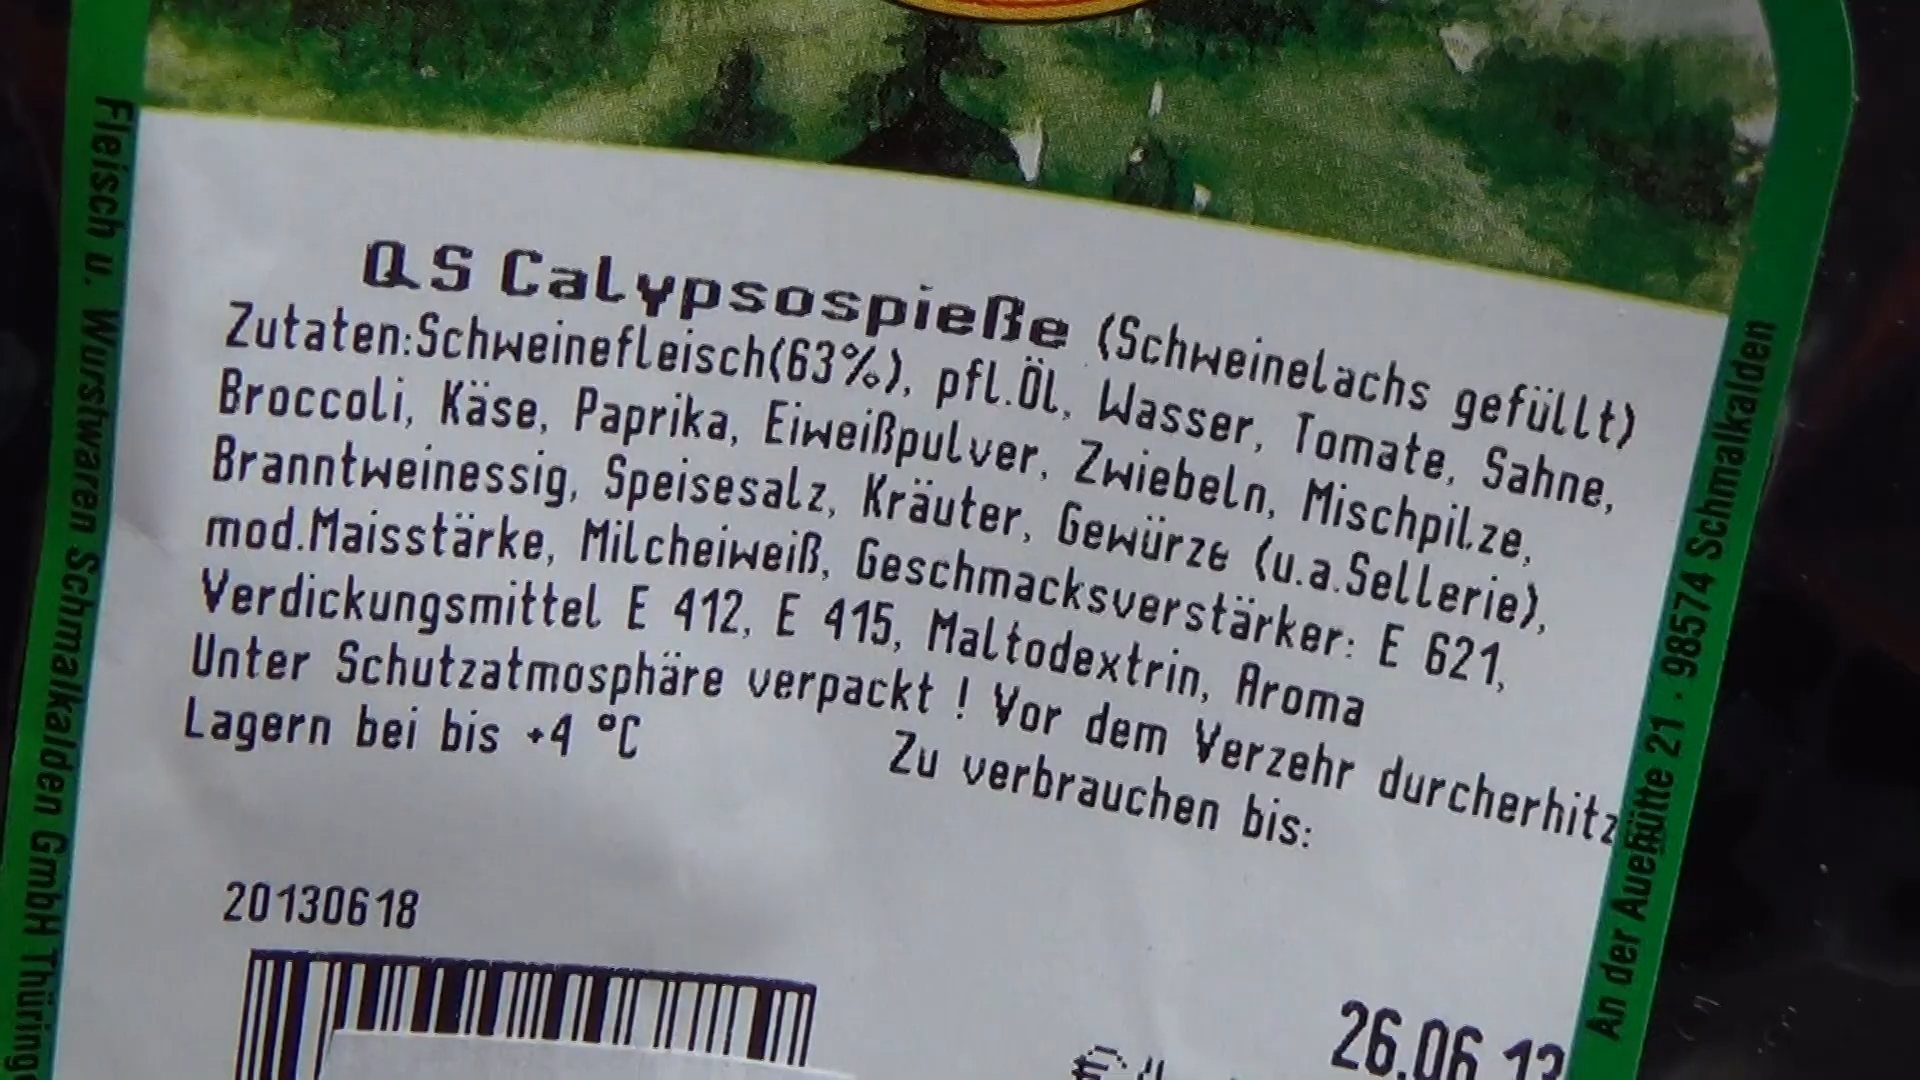 QS Calypsospieße (Schweinelachs gefüllt)
Zutaten:Schweinefleisch(63%), pfl.Öl, Wasser, Tomate, Sahne,
Broccoli, Käse, Paprika, Eiweißpulver, Zwiebeln, Mischpilze,
Branntweinessig, Speisesalz, Kräuter, Gewürze (u.a.Sellerie),
mod.Maisstärke, Milcheiweiß, Geschmacksverstärker: E 621,
Verdickungsmittel E 412, E 415, Maltodextrin, Aroma
Unter Schutzatmosphäre verpackt ! Vor dem Verzehr durcherhitz
Lagern bei bis +4 °C
Zu verbrauchen bis:
20130618
26.06.13
€
Fleisch u. Wurstwaren Schmalkalden GmbH Thüring
An der Auehütte 21 · 98574 Schmalkalden